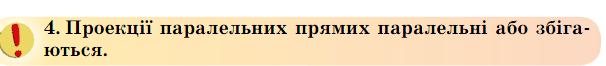 4. Проекції паралельних прямих паралельні або збіга-
ються.